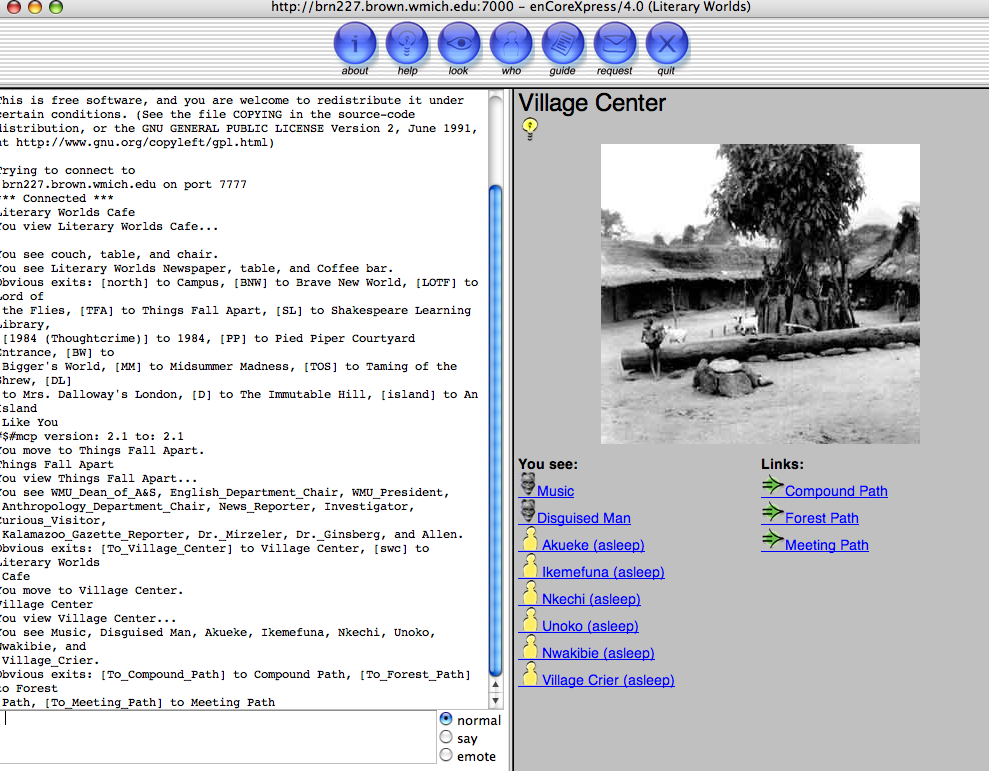 http://brn227.brown.wmich.edu:7000 – enCoreXpress/4.0 (Literary Worlds)
about help look who guide request quit
This is free software, and you are welcome to redistribute it under
certain conditions. (See the file COPYING in the source-code
distribution, or the GNU GENERAL PUBLIC LICENSE Version 2, June 1991,
at http://www.gnu.org/copyleft/gpl.html)
Trying to connect to
brn227.brown.wmich.edu on port 7777
*** Connected ***
Literary Worlds Cafe
You view Literary Worlds Cafe...
You see couch, table, and chair.
You see Literary Worlds Newspaper, table, and Coffee bar.
Obvious exits: [north] to Campus, [BNW] to Brave New World, [LOTF] to
Lord of
the Flies, [TFA] to Things Fall Apart, [SL] to Shakespeare Learning
Library,
[1984 (Thoughtcrime)] to 1984, [PP] to Pied Piper Courtyard
Entrance, [BW] to
Bigger's World, [MM] to Midsummer Madness, [TOS] to Taming of the
Shrew, [DL]
to Mrs. Dalloway's London, [D] to The Immutable Hill, [island] to An
Island
Like You
#$#mcp version: 2.1 to: 2.1
You move to Things Fall Apart.
Things Fall Apart
You view Things Fall Apart...
You see WMU_Dean_of_A&S, English_Department_Chair, WMU_President,
Anthropology_Department_Chair, News_Reporter, Investigator,
Curious_Visitor,
Kalamazoo_Gazette_Reporter, Dr._Mirzeler, Dr._Ginsberg, and Allen.
Obvious exits: [To_Village_Center] to Village Center, [swc] to
Literary Worlds
Cafe
You move to Village Center.
Village Center
You view Village Center...
You see Music, Disguised Man, Akueke, Ikemefuna, Nkechi, Unoko,
Nwakibie, and
Village_Crier.
Obvious exits: [To_Compound_Path] to Compound Path, [To_Forest_Path]
to Forest
Path, [To_Meeting_Path] to Meeting Path
normal
say
emote
Village Center
You see:
Music
Disguised Man
Akueke (asleep)
Ikemefuna (asleep)
Nkechi (asleep)
Unoko (asleep)
Nwakibie (asleep)
Village Crier (asleep)
Links:
Compound Path
Forest Path
Meeting Path